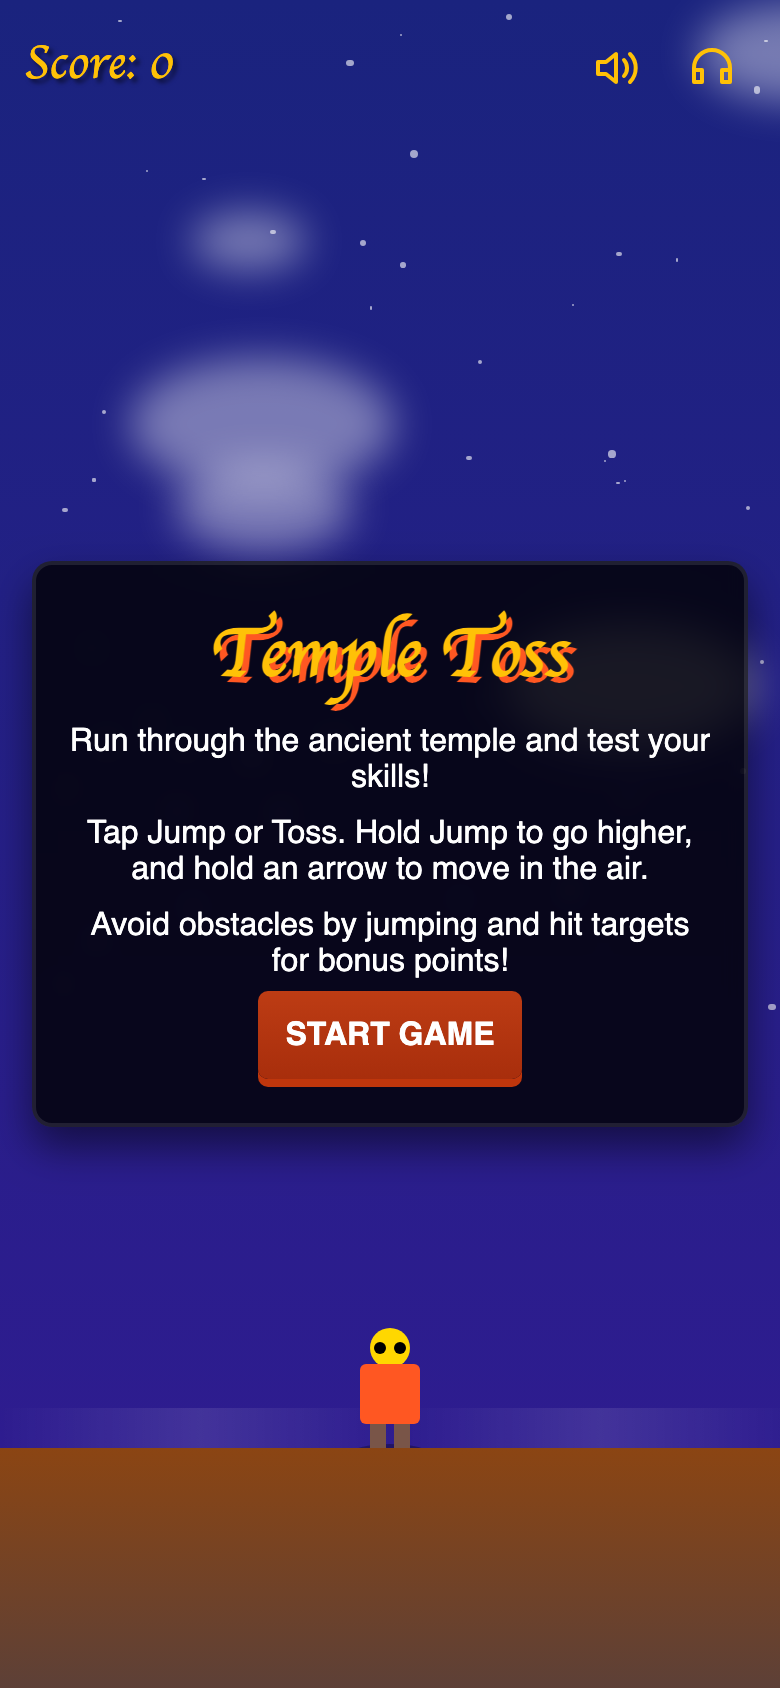 Score: 0
Temple Toss
Run through the ancient temple and test your
skills!
Tap Jump or Toss. Hold Jump to go higher,
and hold an arrow to move in the air.
Avoid obstacles by jumping and hit targets
for bonus points!
START GAME